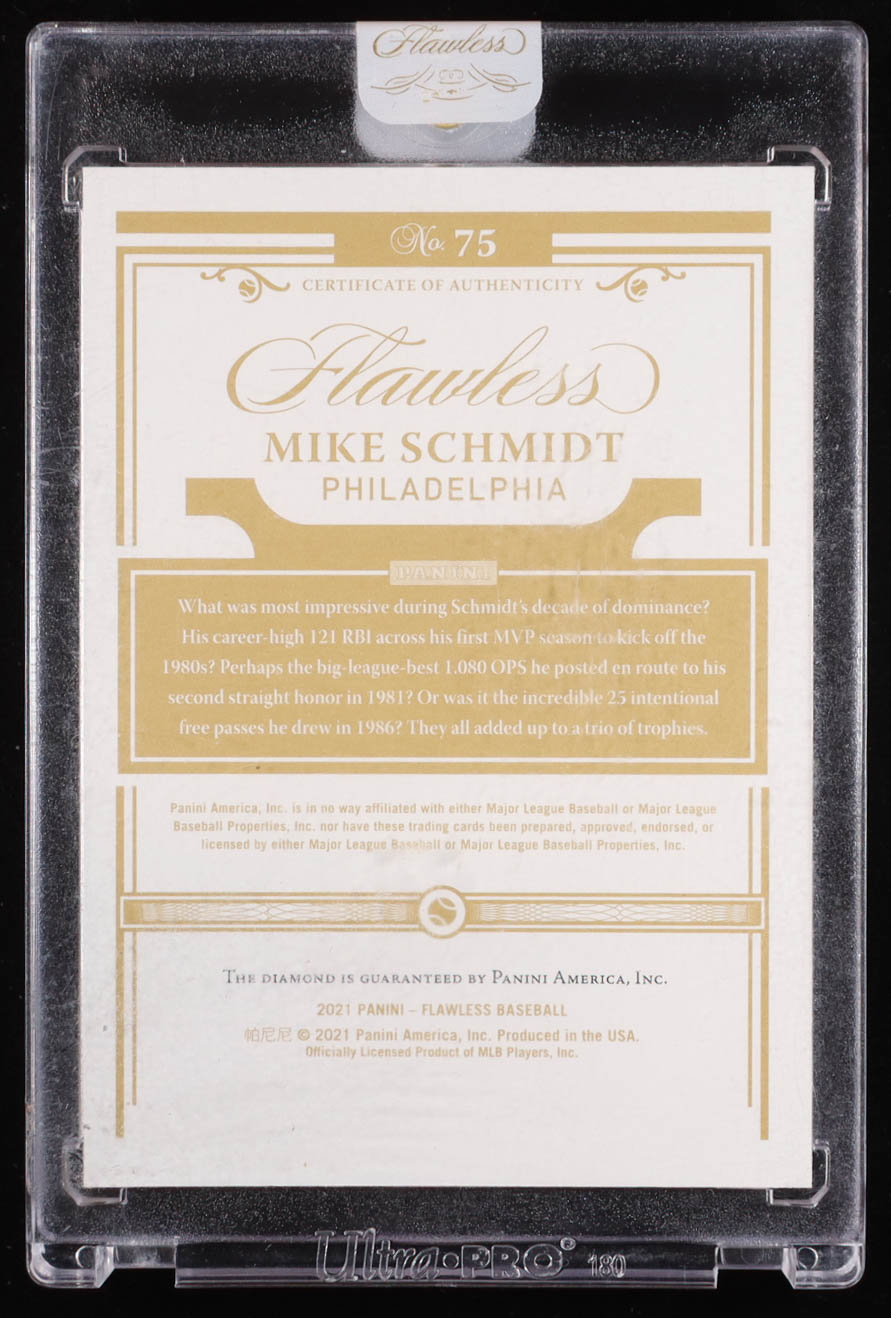 Flawless
No. 75
CERTIFICATE OF AUTHENTICITY
Flawless
MIKE SCHMIDT
PHILADELPHIA
PANINI
What was most impressive during Schmidt's decade of dominance?
His career-high 121 RBI across his first MVP season to kick off the
1980s? Perhaps the big-league-best 1.080 OPS he posted en route to his
second straight honor in 1981? Or was it the incredible 25 intentional
free passes he drew in 1986? They all added up to a trio of trophies.
Panini America, Inc. is in no way affiliated with either Major League Baseball or Major League
Baseball Properties, Inc. nor have these trading cards been prepared, approved, endorsed, or
licensed by either Major League Baseball or Major League Baseball Properties, Inc.
THE DIAMOND IS GUARANTEED BY PANINI AMERICA, INC.
2021 PANINI – FLAWLESS BASEBALL
帕尼尼 © 2021 Panini America, Inc. Produced in the USA.
Officially Licensed Product of MLB Players, Inc.
Ultra·PRO® 180